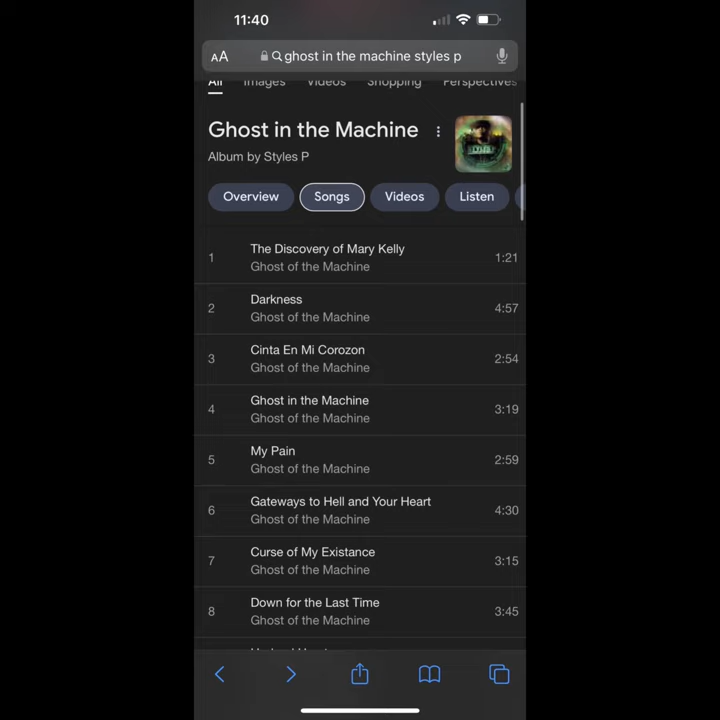 11:40
AA ghost in the machine styles p
All Images Videos Shopping Perspectives
Ghost in the Machine
Album by Styles P
Overview Songs Videos Listen
1 The Discovery of Mary Kelly 1:21
Ghost of the Machine
2 Darkness 4:57
Ghost of the Machine
3 Cinta En Mi Corozon 2:54
Ghost of the Machine
4 Ghost in the Machine 3:19
Ghost of the Machine
5 My Pain 2:59
Ghost of the Machine
6 Gateways to Hell and Your Heart 4:30
Ghost of the Machine
7 Curse of My Existance 3:15
Ghost of the Machine
8 Down for the Last Time 3:45
Ghost of the Machine